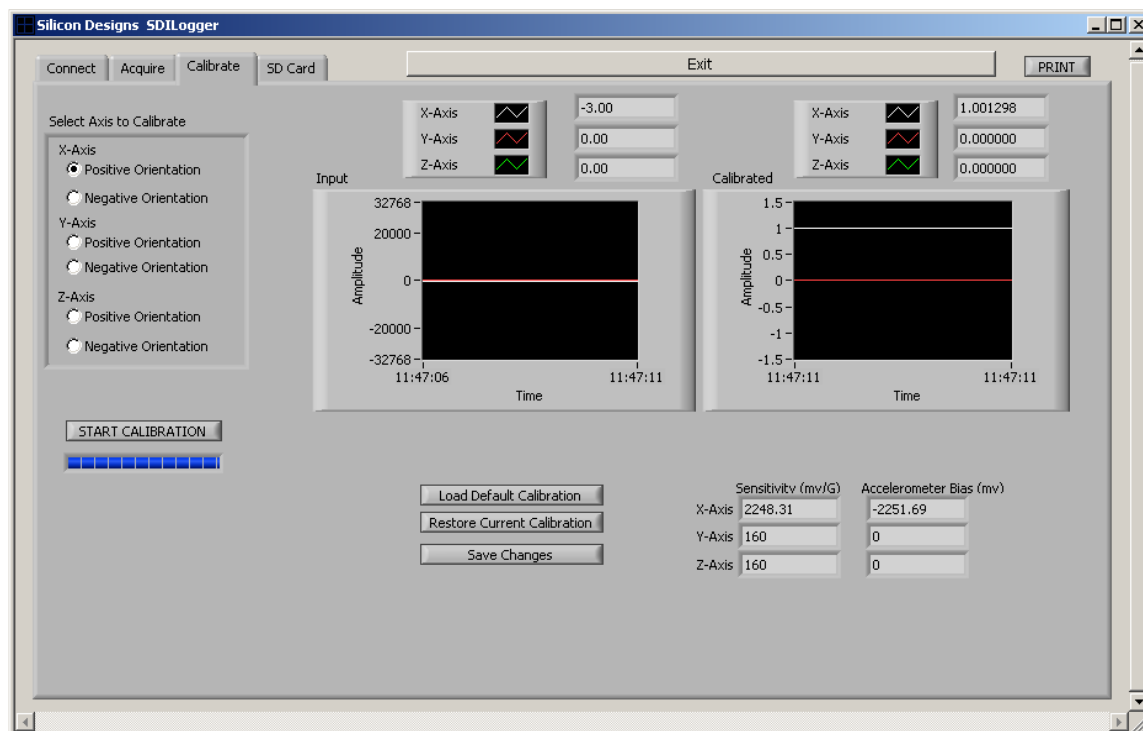 Silicon Designs SDILogger
Connect Acquire Calibrate SD Card Exit PRINT
Select Axis to Calibrate
X-Axis
Positive Orientation
Negative Orientation
Y-Axis
Positive Orientation
Negative Orientation
Z-Axis
Positive Orientation
Negative Orientation
START CALIBRATION
X-Axis -3.00
Y-Axis 0.00
Z-Axis 0.00
Input
32768
20000
0
-20000
-32768
Amplitude
11:47:06 11:47:11
Time
X-Axis 1.001298
Y-Axis 0.000000
Z-Axis 0.000000
Calibrated
1.5
1
0.5
0
-0.5
-1
-1.5
Amplitude
11:47:11 11:47:11
Time
Load Default Calibration
Restore Current Calibration
Save Changes
Sensitivity (mv/G) Accelerometer Bias (mv)
X-Axis 2248.31 -2251.69
Y-Axis 160 0
Z-Axis 160 0